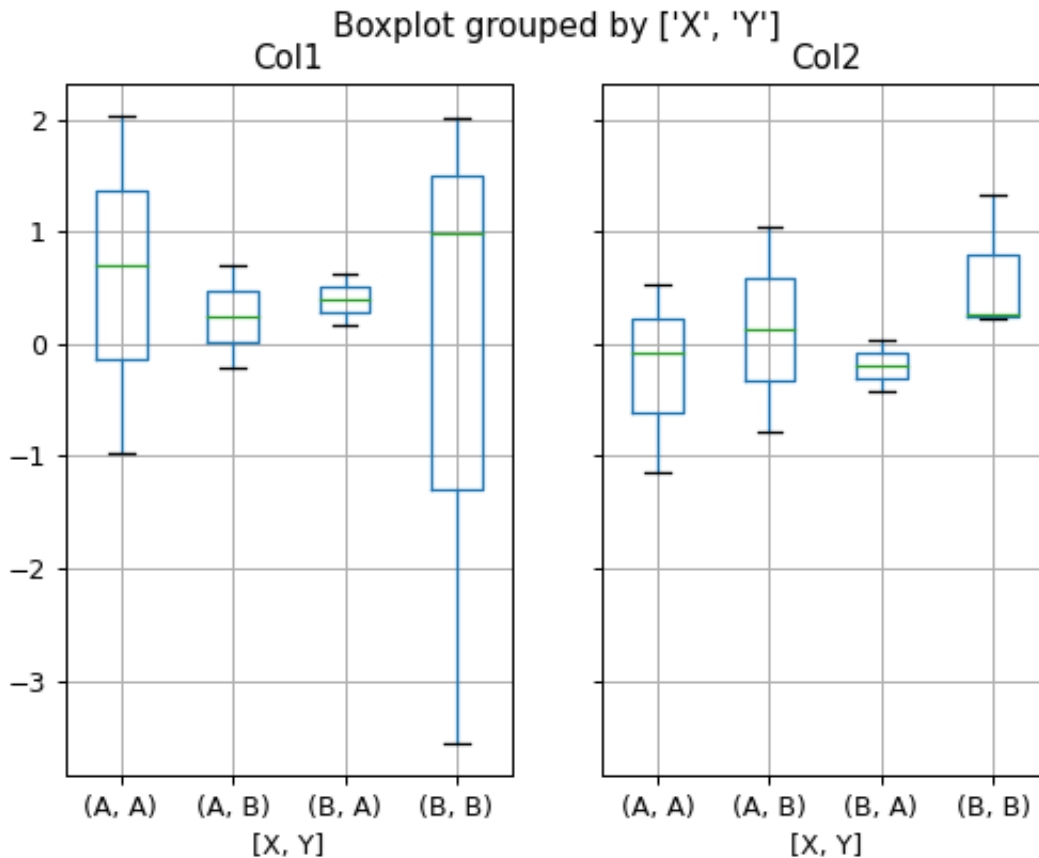 Boxplot grouped by ['X', 'Y']
Col1
Col2
2
1
0
−1
−2
−3
(A, A) (A, B) (B, A) (B, B)
[X, Y]
(A, A) (A, B) (B, A) (B, B)
[X, Y]